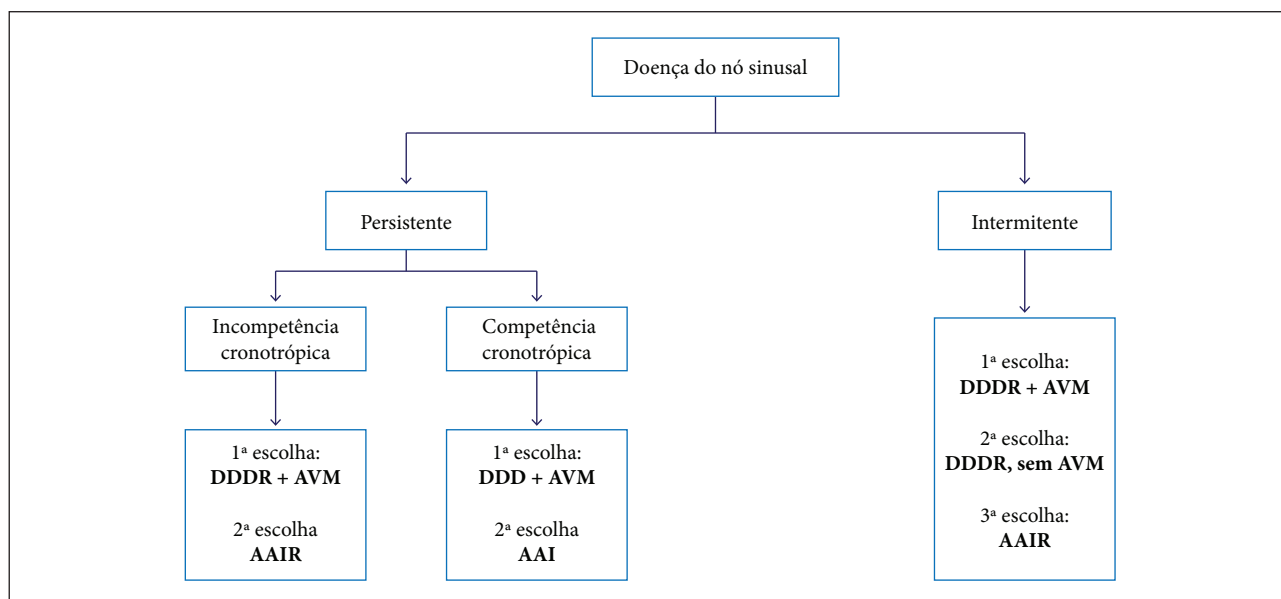 Doença do nó sinusal
Persistente
Intermitente
Incompetência
cronotrópica
Competência
cronotrópica
1ª escolha:
DDDR + AVM
2ª escolha
AAIR
1ª escolha:
DDD + AVM
2ª escolha
AAI
1ª escolha:
DDDR + AVM
2ª escolha:
DDDR, sem AVM
3ª escolha:
AAIR